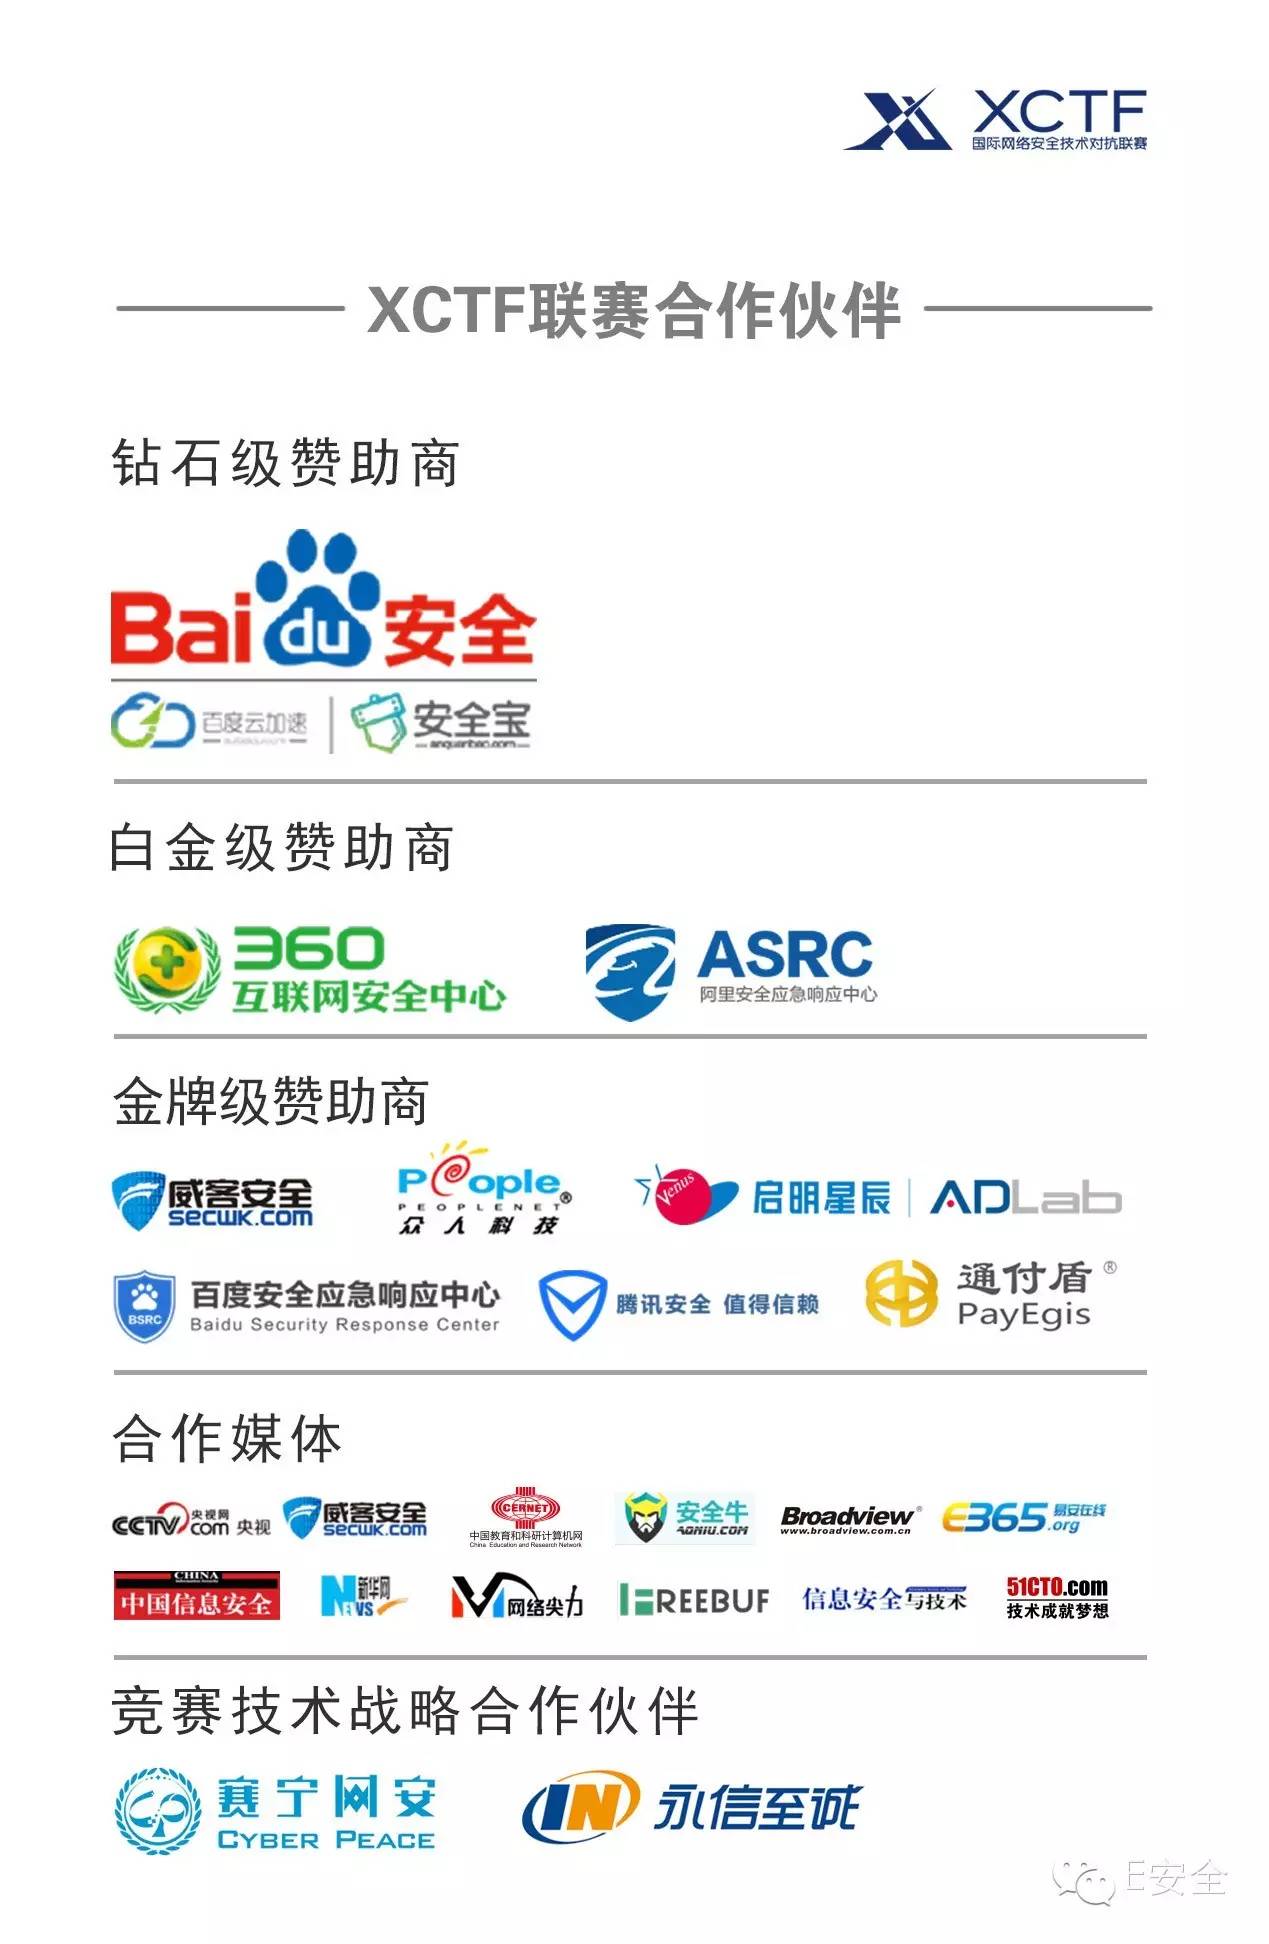 XCTF
国际网络安全技术对抗联赛
XCTF联赛合作伙伴
钻石级赞助商
Baidu安全
百度云加速
安全宝
anquanbao.com
白金级赞助商
360
互联网安全中心
ASRC
阿里安全应急响应中心
金牌级赞助商
威客安全
secwk.com
People®
PEOPLENET
众人科技
Venus
启明星辰
ADLab
BSRC
百度安全应急响应中心
Baidu Security Response Center
腾讯安全 值得信赖
通付盾®
PayEgis
合作媒体
CCTV.com 央视网 央视
威客安全
secwk.com
CERNET
中国教育和科研计算机网
China Education and Research Network
安全牛
AQNIU.COM
Broadview®
www.broadview.com.cn
E365.org 易安在线
CHINA
中国信息安全
新华网
NEWS
网络尖刀
FREEBUF
信息安全与技术
51CTO.com
技术成就梦想
竞赛技术战略合作伙伴
赛宁网安
CYBER PEACE
IN 永信至诚
E安全